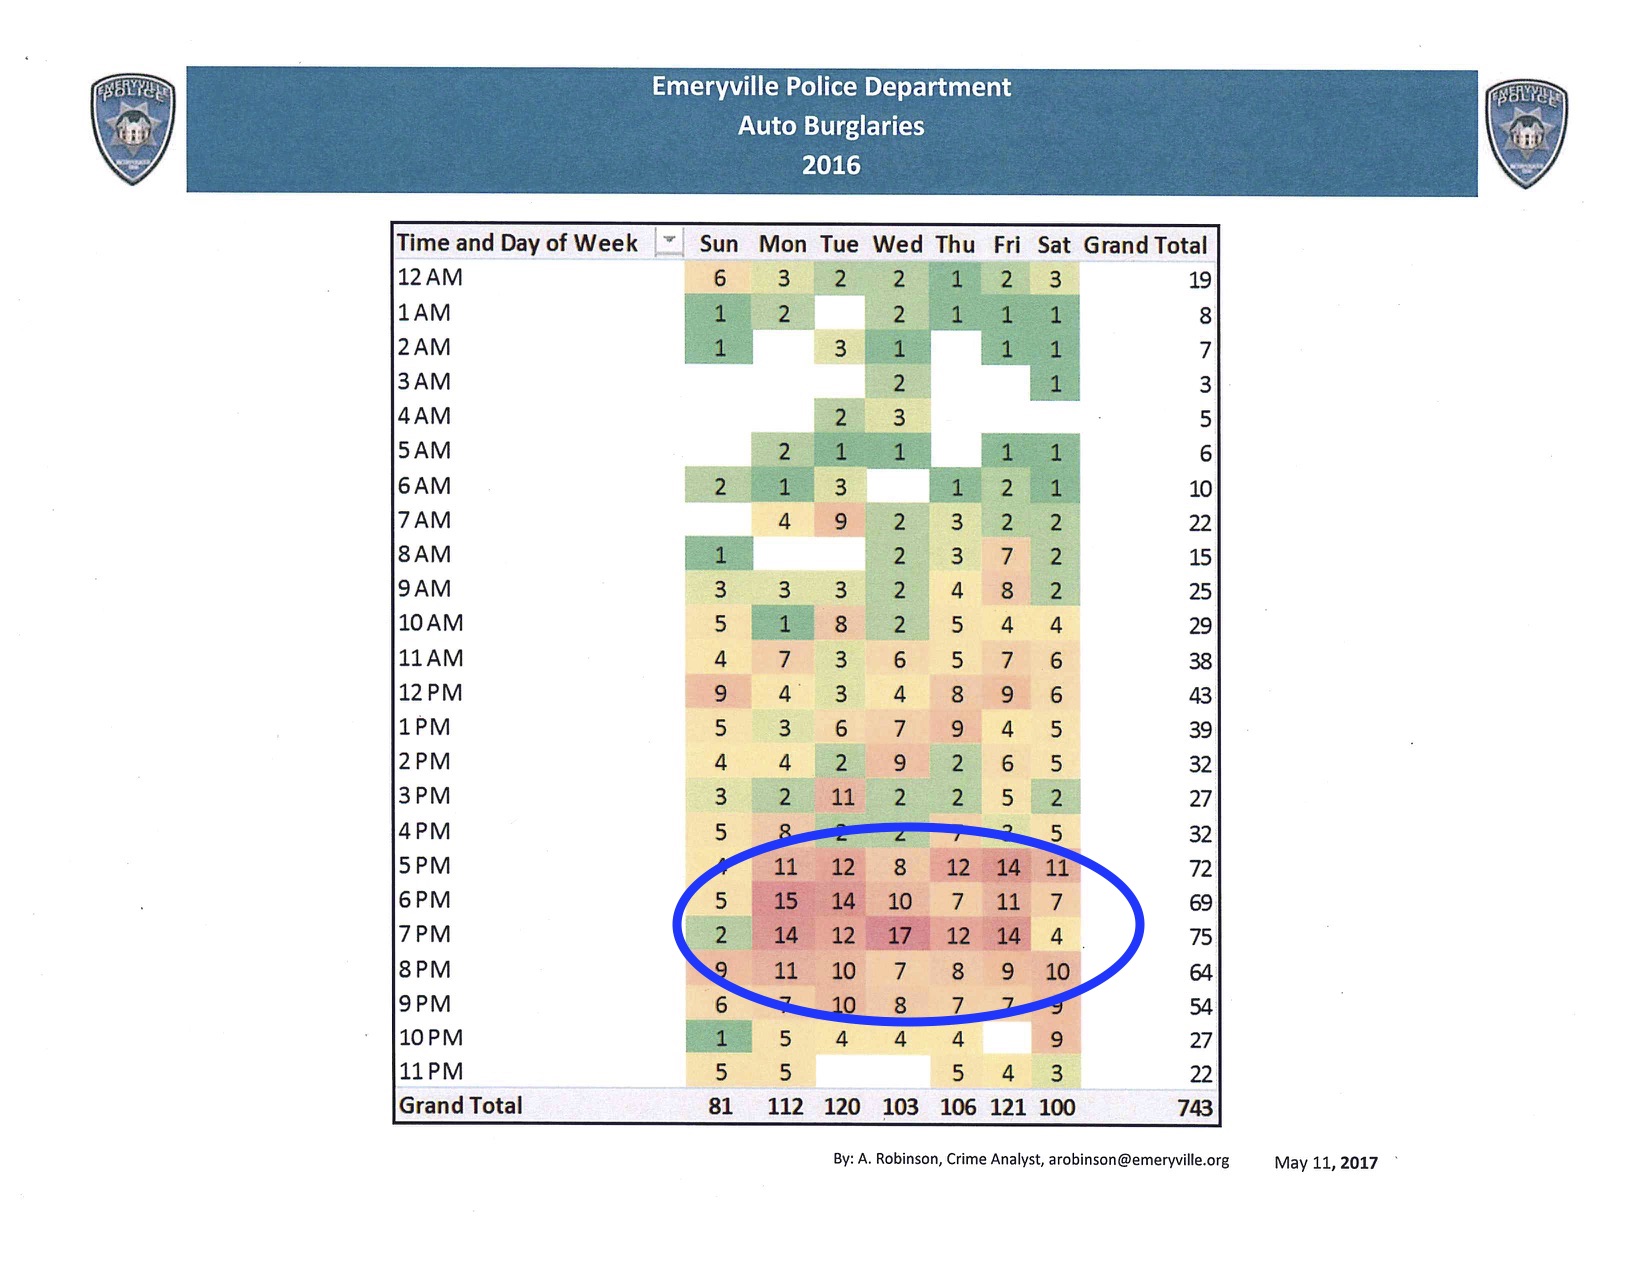 Emeryville Police Department
Auto Burglaries
2016
EMERYVILLE
POLICE
EMERYVILLE
POLICE
Time and Day of Week Sun Mon Tue Wed Thu Fri Sat Grand Total
12 AM 6 3 2 2 1 2 3 19
1 AM 1 2 2 1 1 1 8
2 AM 1 3 1 1 1 7
3 AM 2 1 3
4 AM 2 3 5
5 AM 2 1 1 1 1 6
6 AM 2 1 3 1 2 1 10
7 AM 4 9 2 3 2 2 22
8 AM 1 2 3 7 2 15
9 AM 3 3 3 2 4 8 2 25
10 AM 5 1 8 2 5 4 4 29
11 AM 4 7 3 6 5 7 6 38
12 PM 9 4 3 4 8 9 6 43
1 PM 5 3 6 7 9 4 5 39
2 PM 4 4 2 9 2 6 5 32
3 PM 3 2 11 2 2 5 2 27
4 PM 5 8 2 2 7 3 5 32
5 PM 4 11 12 8 12 14 11 72
6 PM 5 15 14 10 7 11 7 69
7 PM 2 14 12 17 12 14 4 75
8 PM 9 11 10 7 8 9 10 64
9 PM 6 7 10 8 7 7 9 54
10 PM 1 5 4 4 4 9 27
11 PM 5 5 5 4 3 22
Grand Total 81 112 120 103 106 121 100 743
By: A. Robinson, Crime Analyst, arobinson@emeryville.org May 11, 2017